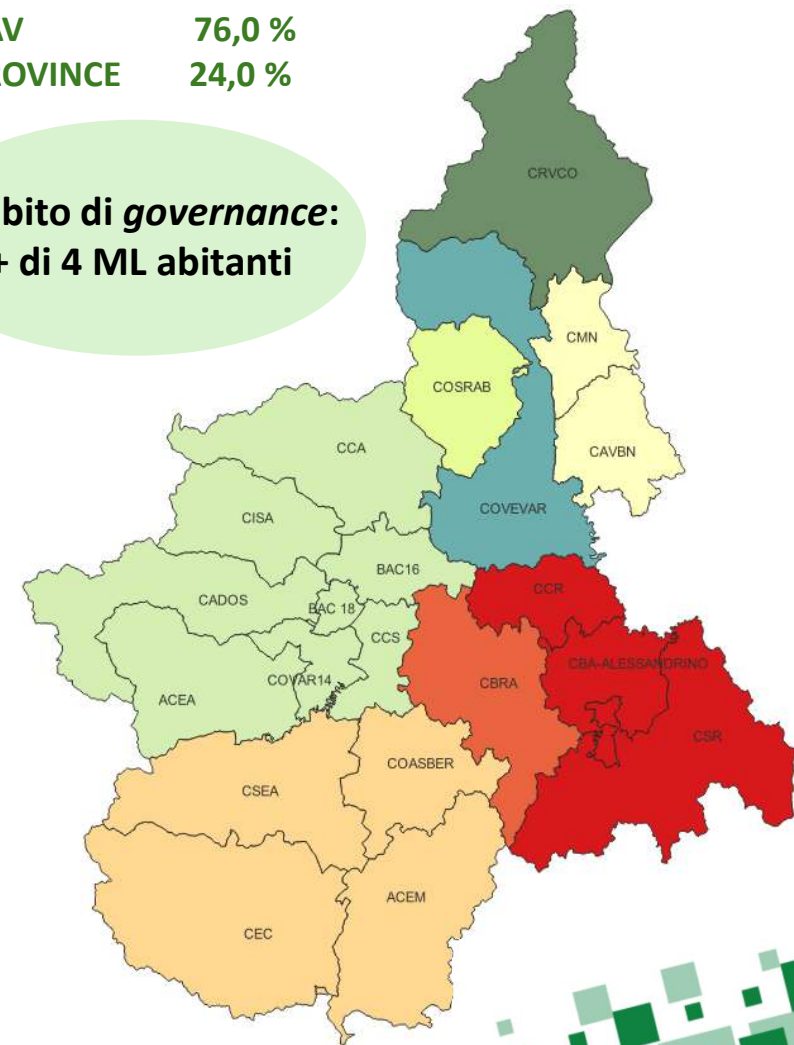 AV 76,0 %
ROVINCE 24,0 %
bito di governance:
+ di 4 ML abitanti
CRVCO
CMN
COSRAB
CAVBN
CCA
COVEVAR
CISA
BAC16
CCR
CADOS
BAC 18
CCS
CBA-ALESSANDRINO
COVAR14
CBRA
ACEA
CSR
COASBER
CSEA
ACEM
CEC